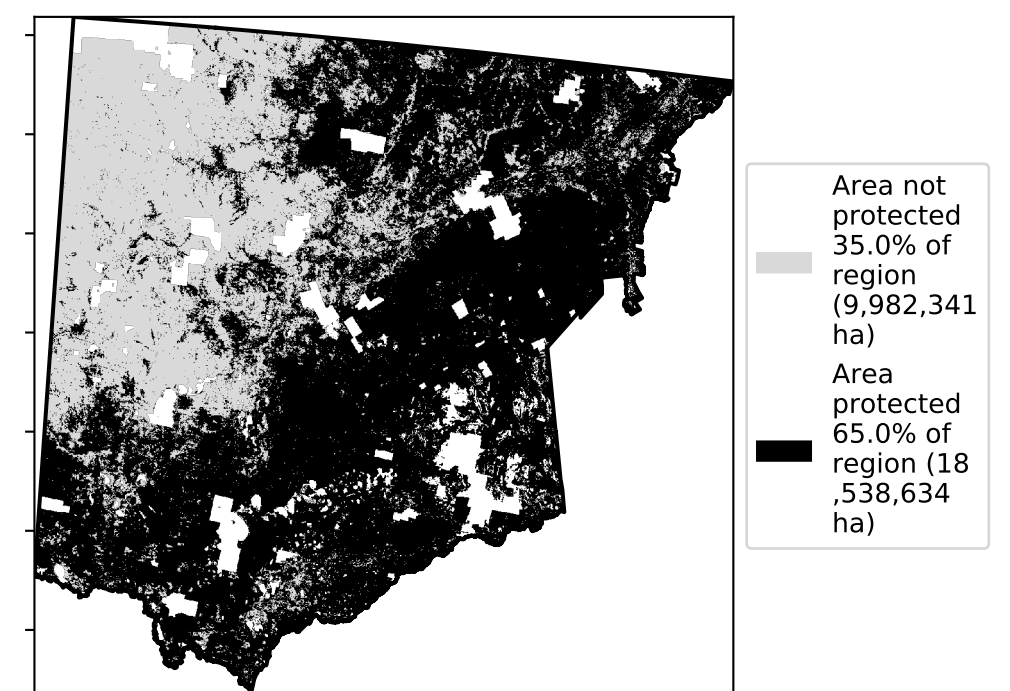 Area not
protected
35.0% of
region
(9,982,341
ha)
Area
protected
65.0% of
region (18
,538,634
ha)